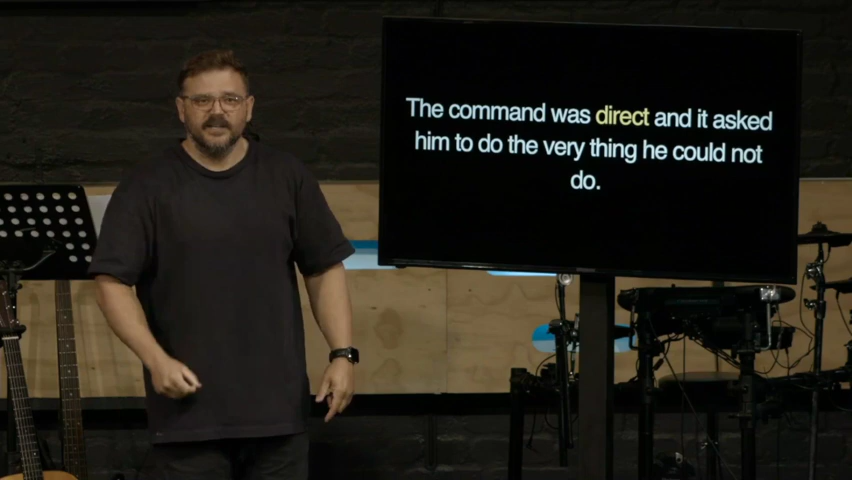 The command was direct and it asked
him to do the very thing he could not
do.